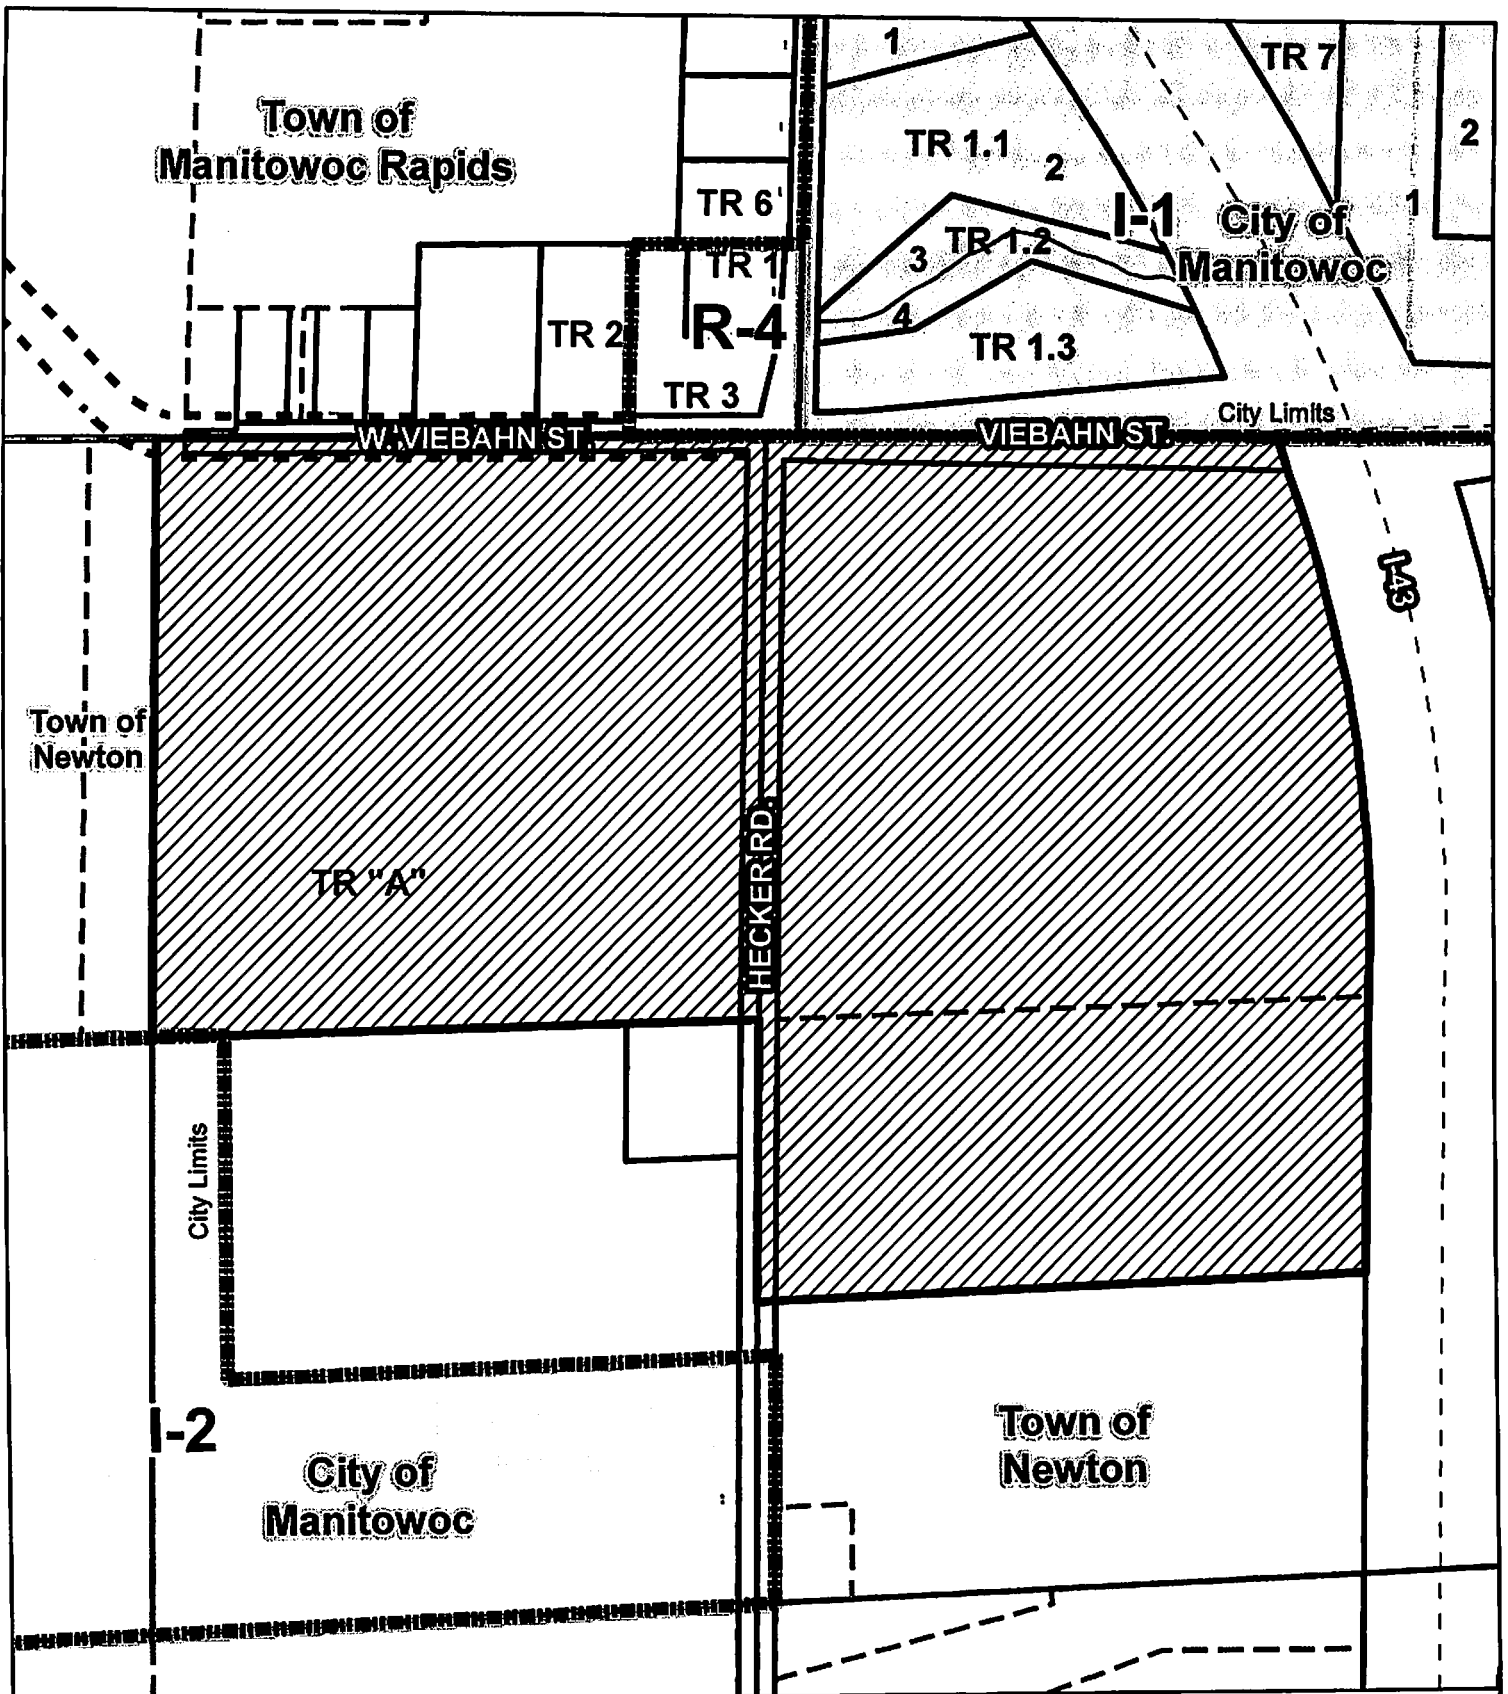 1
TR 7
Town of
Manitowoc Rapids
TR 1.1
2
2
TR 6
I-1
1
City of
Manitowoc
TR 1.2
3
TR 1
R-4
4
TR 2
TR 1.3
TR 3
City Limits
W. VIEBAHN ST.
VIEBAHN ST.
I-43
Town of
Newton
HECKER RD.
TR "A"
City Limits
I-2
City of
Manitowoc
Town of
Newton